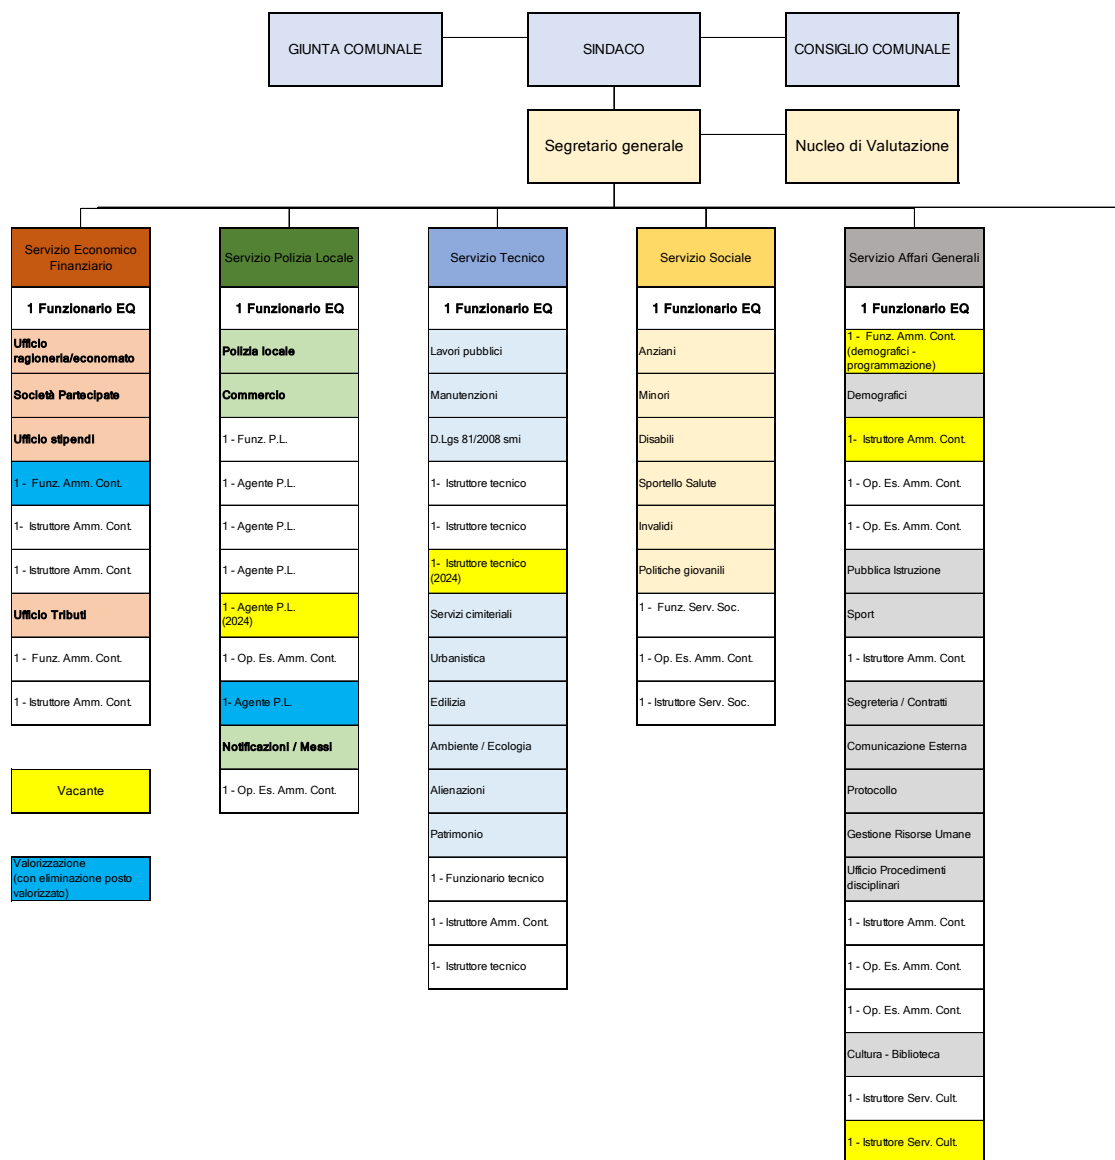 GIUNTA COMUNALE
SINDACO
CONSIGLIO COMUNALE
Segretario generale
Nucleo di Valutazione
Servizio Economico
Finanziario
1 Funzionario EQ
Ufficio
ragioneria/economato
Società Partecipate
Ufficio stipendi
1 - Funz. Amm. Cont.
1- Istruttore Amm. Cont.
1 - Istruttore Amm. Cont.
Ufficio Tributi
1 - Funz. Amm. Cont.
1 - Istruttore Amm. Cont.
Vacante
Valorizzazione
(con eliminazione posto
valorizzato)
Servizio Polizia Locale
1 Funzionario EQ
Polizia locale
Commercio
1 - Funz. P.L.
1 - Agente P.L.
1 - Agente P.L.
1 - Agente P.L.
1 - Agente P.L.
(2024)
1 - Op. Es. Amm. Cont.
1- Agente P.L.
Notificazioni / Messi
1 - Op. Es. Amm. Cont.
Servizio Tecnico
1 Funzionario EQ
Lavori pubblici
Manutenzioni
D.Lgs 81/2008 smi
1- Istruttore tecnico
1- Istruttore tecnico
1- Istruttore tecnico
(2024)
Servizi cimiteriali
Urbanistica
Edilizia
Ambiente / Ecologia
Alienazioni
Patrimonio
1 - Funzionario tecnico
1 - Istruttore Amm. Cont.
1- Istruttore tecnico
Servizio Sociale
1 Funzionario EQ
Anziani
Minori
Disabili
Sportello Salute
Invalidi
Politiche giovanili
1 - Funz. Serv. Soc.
1 - Op. Es. Amm. Cont.
1 - Istruttore Serv. Soc.
Servizio Affari Generali
1 Funzionario EQ
1 - Funz. Amm. Cont.
(demografici -
programmazione)
Demografici
1- Istruttore Amm. Cont.
1 - Op. Es. Amm. Cont.
1 - Op. Es. Amm. Cont.
Pubblica Istruzione
Sport
1 - Istruttore Amm. Cont.
Segreteria / Contratti
Comunicazione Esterna
Protocollo
Gestione Risorse Umane
Ufficio Procedimenti
disciplinari
1 - Istruttore Amm. Cont.
1 - Op. Es. Amm. Cont.
1 - Op. Es. Amm. Cont.
Cultura - Biblioteca
1 - Istruttore Serv. Cult.
1 - Istruttore Serv. Cult.